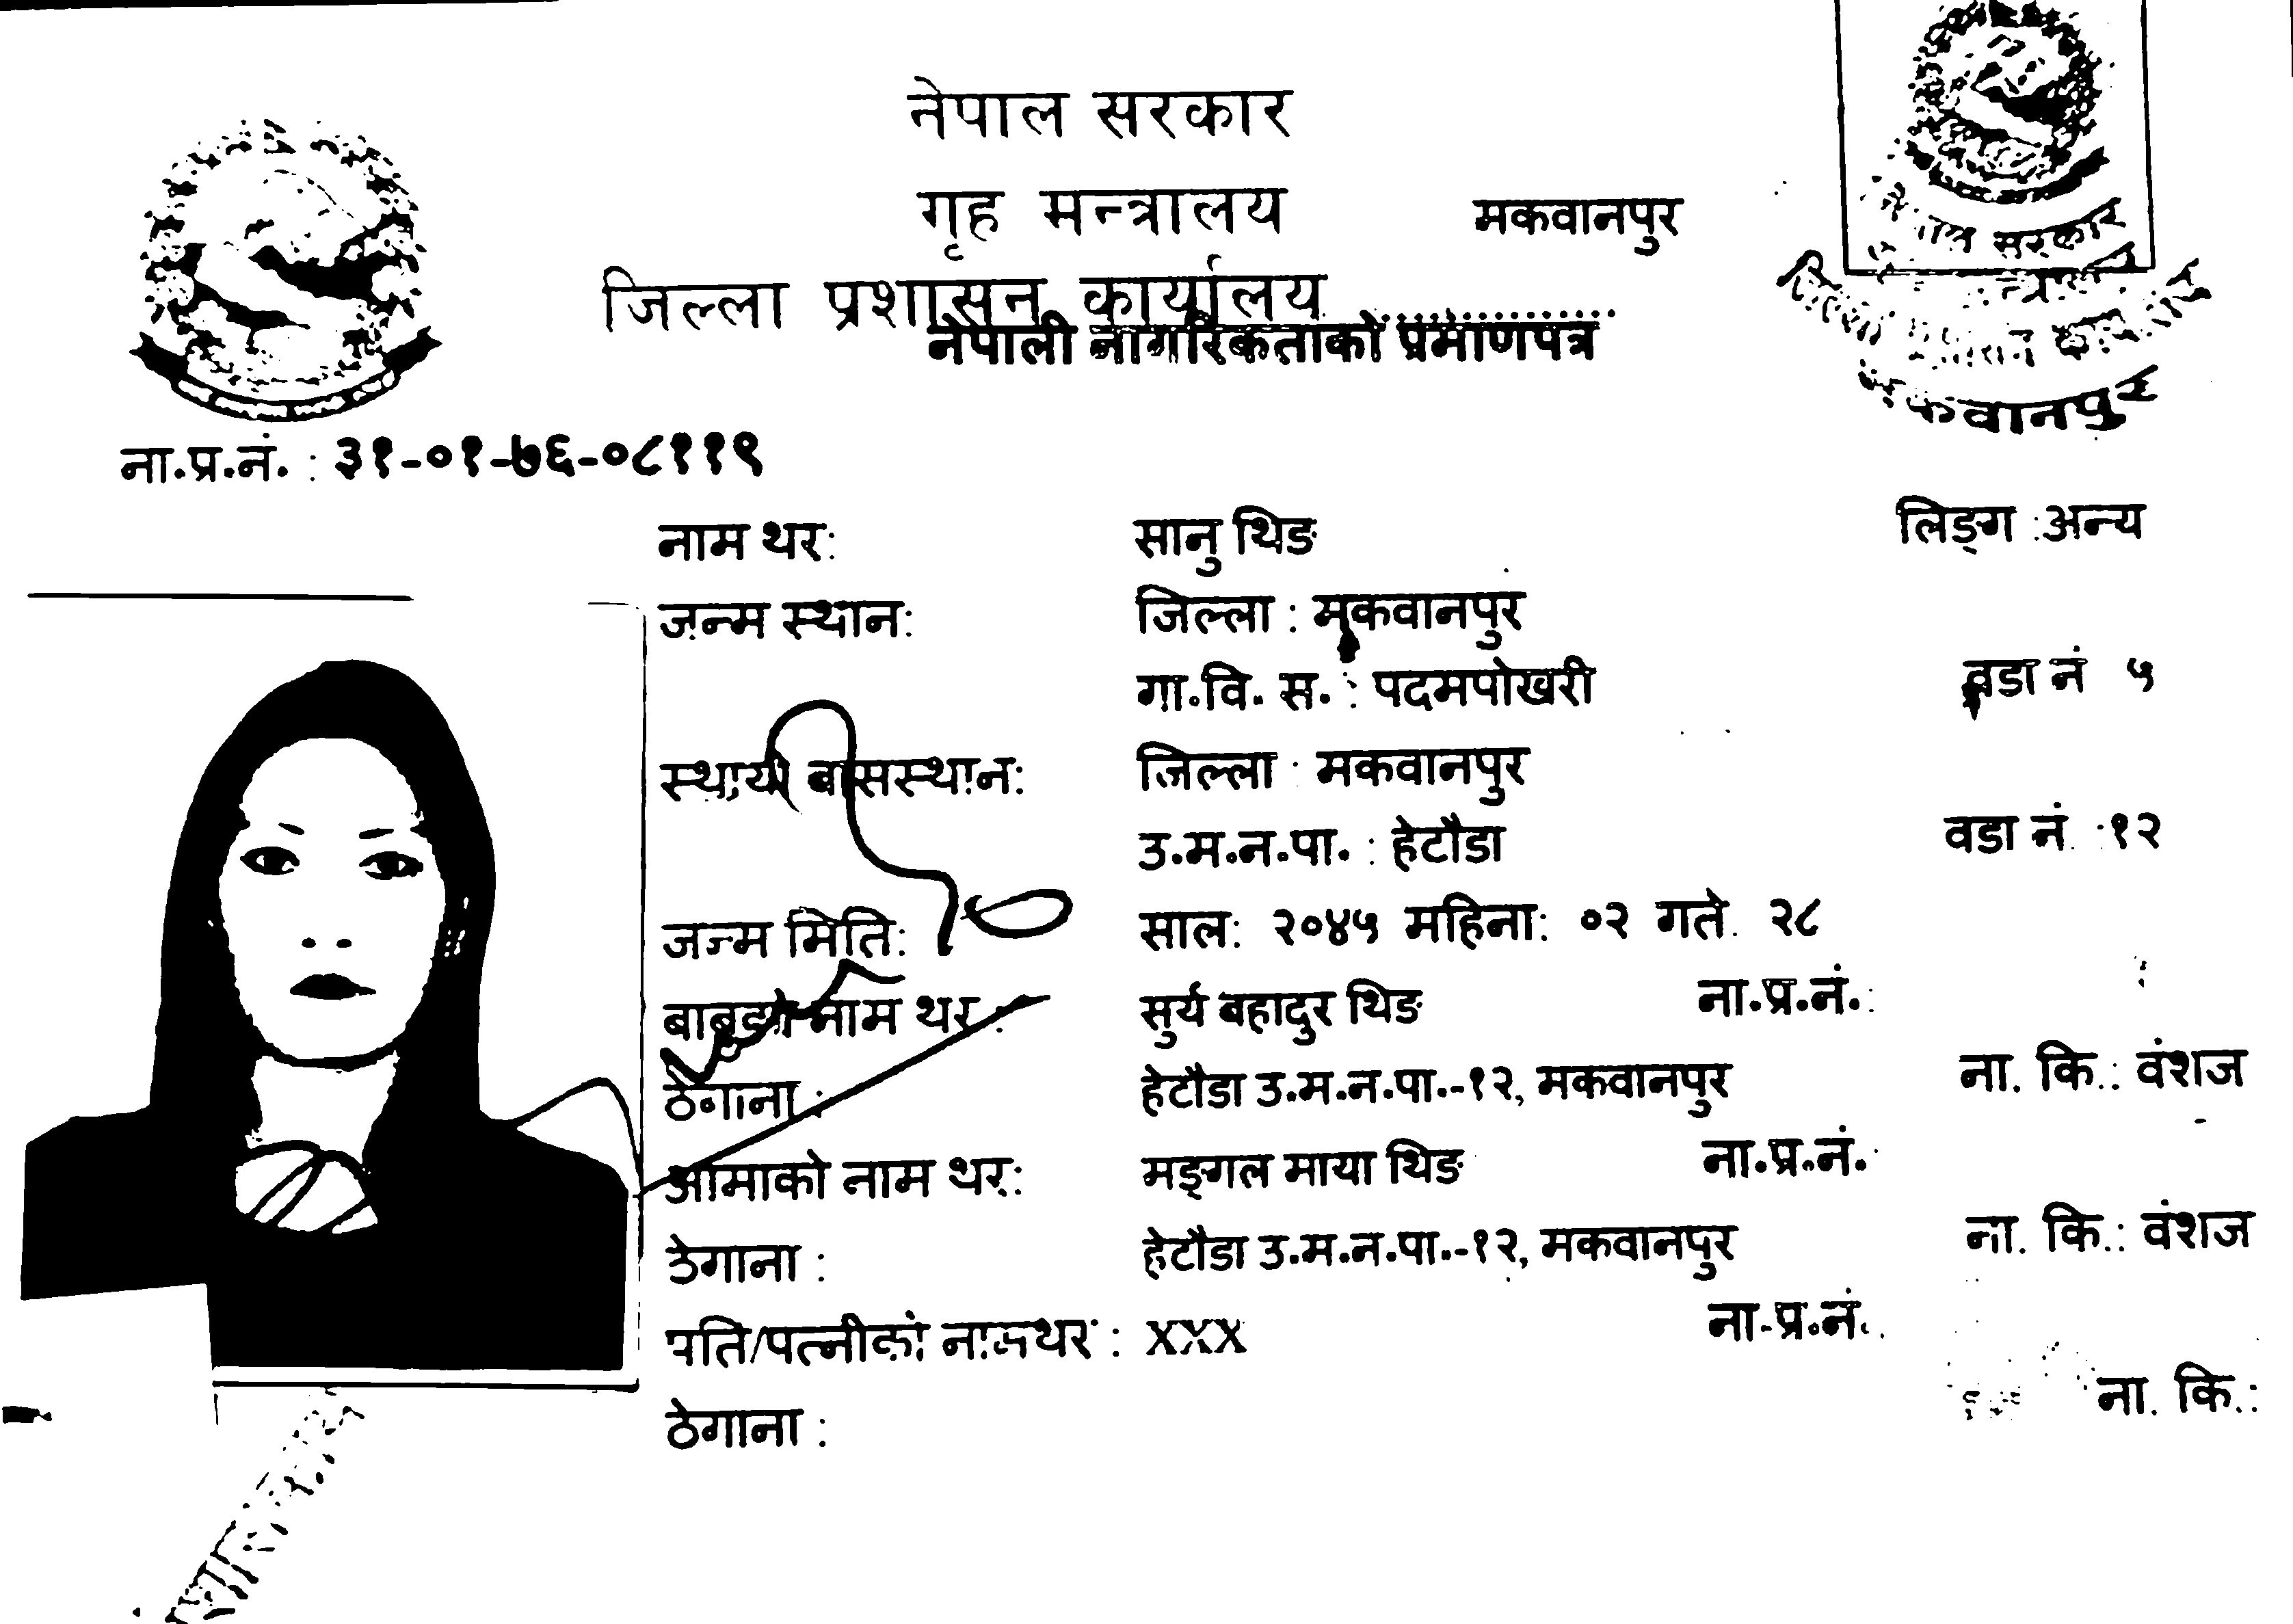 नेपाल सरकार
गृह मन्त्रालय
मकवानपुर
जिल्ला प्रशासन कार्यालय ................
नेपाली नागरिकताको प्रमाणपत्र
सरकार
वानपुर
ना.प्र.नं. : ३१-०१-७६-०८११९
नाम थर: सानु थिङ लिङ्ग :अन्य
जन्म स्थान: जिल्ला : मकवानपुर
गा.वि. स. : पदमपोखरी वडा नं ५
स्थायी बासस्थान: जिल्ला : मकवानपुर
उ.म.न.पा. : हेटौडा वडा नं. :१२
जन्म मिति: साल: २०४५ महिना: ०२ गते: २८
बाबुको नाम थर : सुर्य बहादुर थिङ ना.प्र.नं.:
ठेगाना : हेटौडा उ.म.न.पा.-१२, मकवानपुर ना. कि.: वंशज
आमाको नाम थर: मङ्गल माया थिङ ना.प्र.नं.:
ठेगाना : हेटौडा उ.म.न.पा.-१२, मकवानपुर ना. कि.: वंशज
पति/पत्नीको नामथर : XXX ना.प्र.नं.:
ठेगाना : ना. कि.: